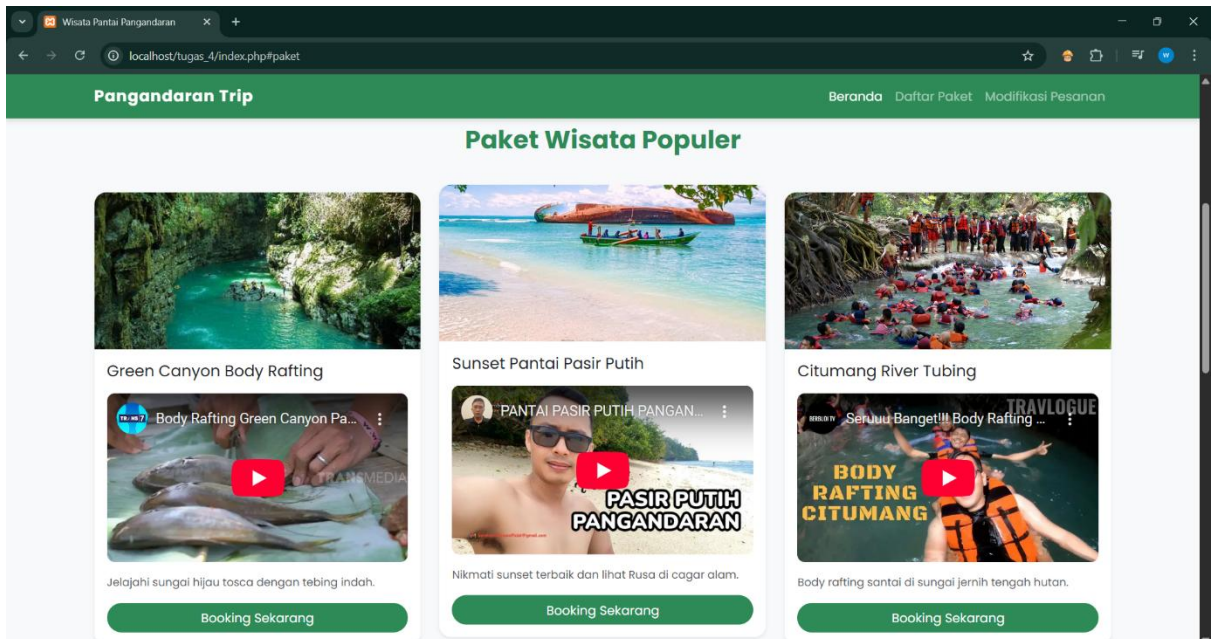 Wisata Pantai Pangandaran
localhost/tugas_4/index.php#paket
W
Pangandaran Trip
Beranda Daftar Paket Modifikasi Pesanan
Paket Wisata Populer
Green Canyon Body Rafting
TRANS7 Body Rafting Green Canyon Pa...
TRANSMEDIA
Jelajahi sungai hijau tosca dengan tebing indah.
Booking Sekarang
Sunset Pantai Pasir Putih
PANTAI PASIR PUTIH PANGAN...
PASIR PUTIH
PANGANDARAN
Nikmati sunset terbaik dan lihat Rusa di cagar alam.
Booking Sekarang
Citumang River Tubing
TRAVLOGUE
Seruuu Banget!!! Body Rafting ...
BODY
RAFTING
CITUMANG
Body rafting santai di sungai jernih tengah hutan.
Booking Sekarang